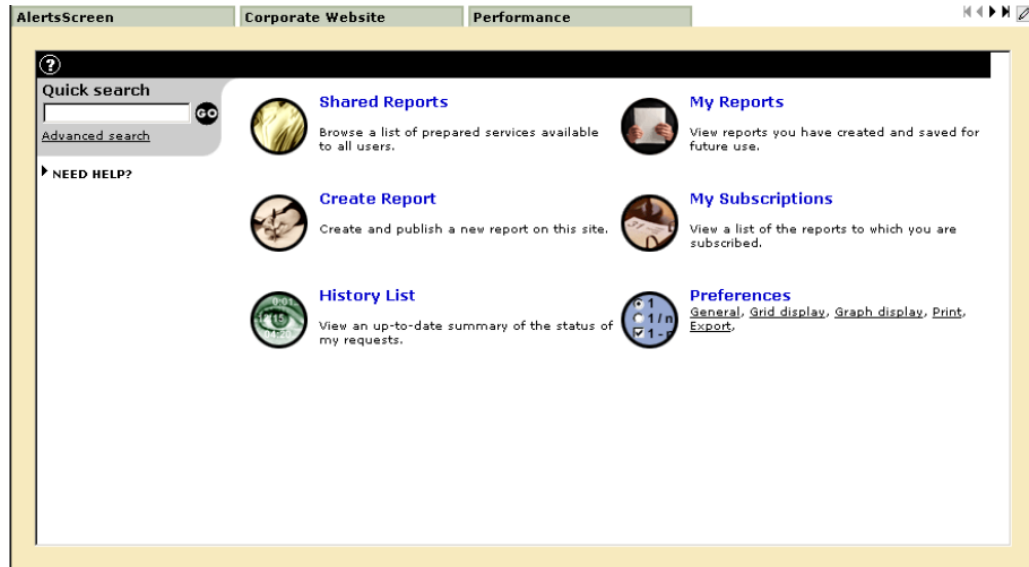 AlertsScreen
Corporate Website
Performance
?
Quick search
GO
Advanced search
NEED HELP?
Shared Reports
Browse a list of prepared services available
to all users.
My Reports
View reports you have created and saved for
future use.
Create Report
Create and publish a new report on this site.
My Subscriptions
View a list of the reports to which you are
subscribed.
History List
View an up-to-date summary of the status of
my requests.
Preferences
General, Grid display, Graph display, Print,
Export,
1
1/n